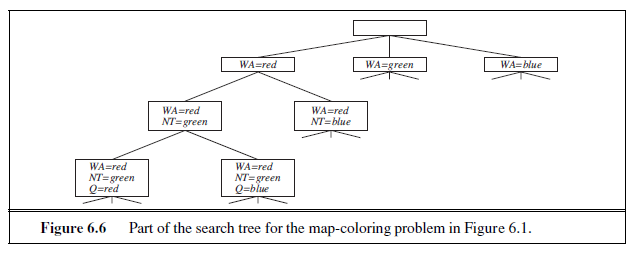 WA=red
WA=green
WA=blue
WA=red
NT=green
WA=red
NT=blue
WA=red
NT=green
Q=red
WA=red
NT=green
Q=blue
Figure 6.6 Part of the search tree for the map-coloring problem in Figure 6.1.